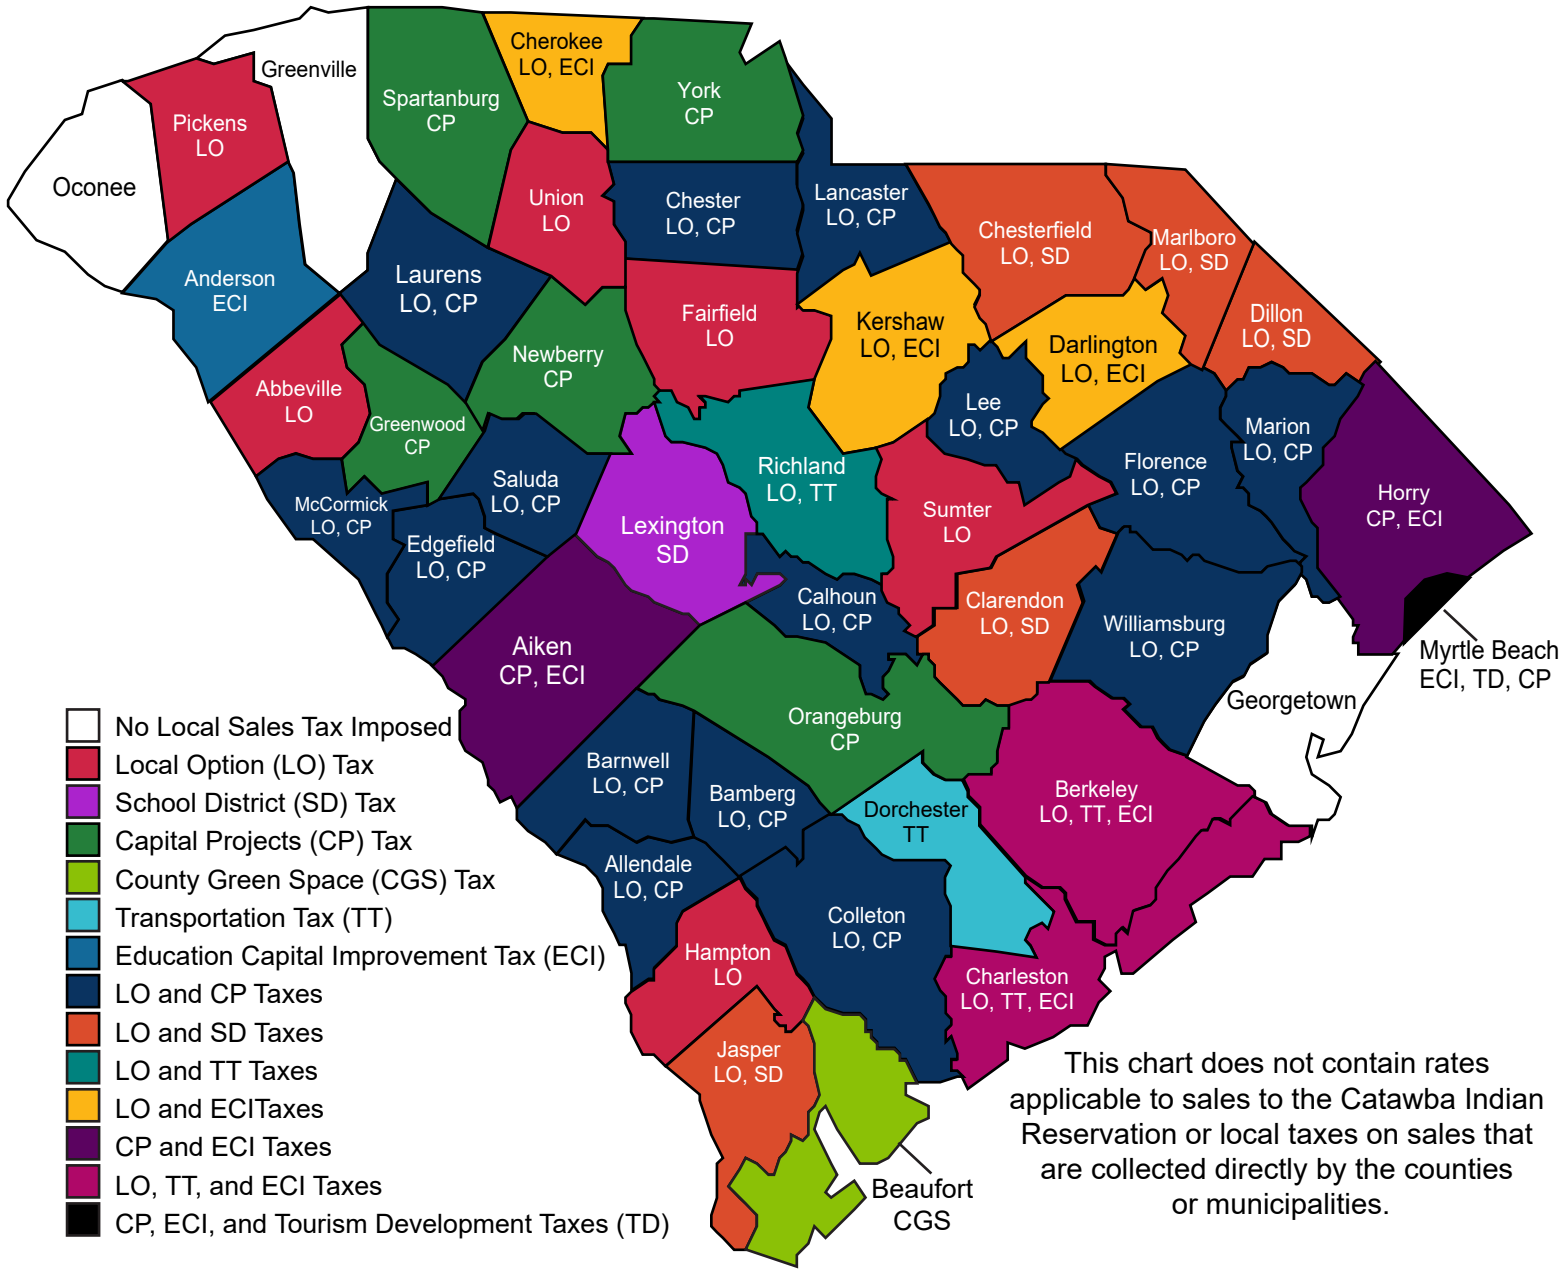 Cherokee
LO, ECI
Greenville
Spartanburg
CP
York
CP
Pickens
LO
Oconee
Union
LO
Chester
LO, CP
Lancaster
LO, CP
Chesterfield
LO, SD
Marlboro
LO, SD
Anderson
ECI
Laurens
LO, CP
Fairfield
LO
Kershaw
LO, ECI
Dillon
LO, SD
Newberry
CP
Darlington
LO, ECI
Abbeville
LO
Greenwood
CP
Lee
LO, CP
Marion
LO, CP
Richland
LO, TT
Florence
LO, CP
Saluda
LO, CP
McCormick
LO, CP
Horry
CP, ECI
Lexington
SD
Sumter
LO
Edgefield
LO, CP
Calhoun
LO, CP
Clarendon
LO, SD
Williamsburg
LO, CP
Aiken
CP, ECI
Myrtle Beach
ECI, TD, CP
Georgetown
Orangeburg
CP
Barnwell
LO, CP
Bamberg
LO, CP
Dorchester
TT
Berkeley
LO, TT, ECI
Allendale
LO, CP
Colleton
LO, CP
Hampton
LO
Charleston
LO, TT, ECI
Jasper
LO, SD
Beaufort
CGS
No Local Sales Tax Imposed
Local Option (LO) Tax
School District (SD) Tax
Capital Projects (CP) Tax
County Green Space (CGS) Tax
Transportation Tax (TT)
Education Capital Improvement Tax (ECI)
LO and CP Taxes
LO and SD Taxes
LO and TT Taxes
LO and ECITaxes
CP and ECI Taxes
LO, TT, and ECI Taxes
CP, ECI, and Tourism Development Taxes (TD)
This chart does not contain rates
applicable to sales to the Catawba Indian
Reservation or local taxes on sales that
are collected directly by the counties
or municipalities.